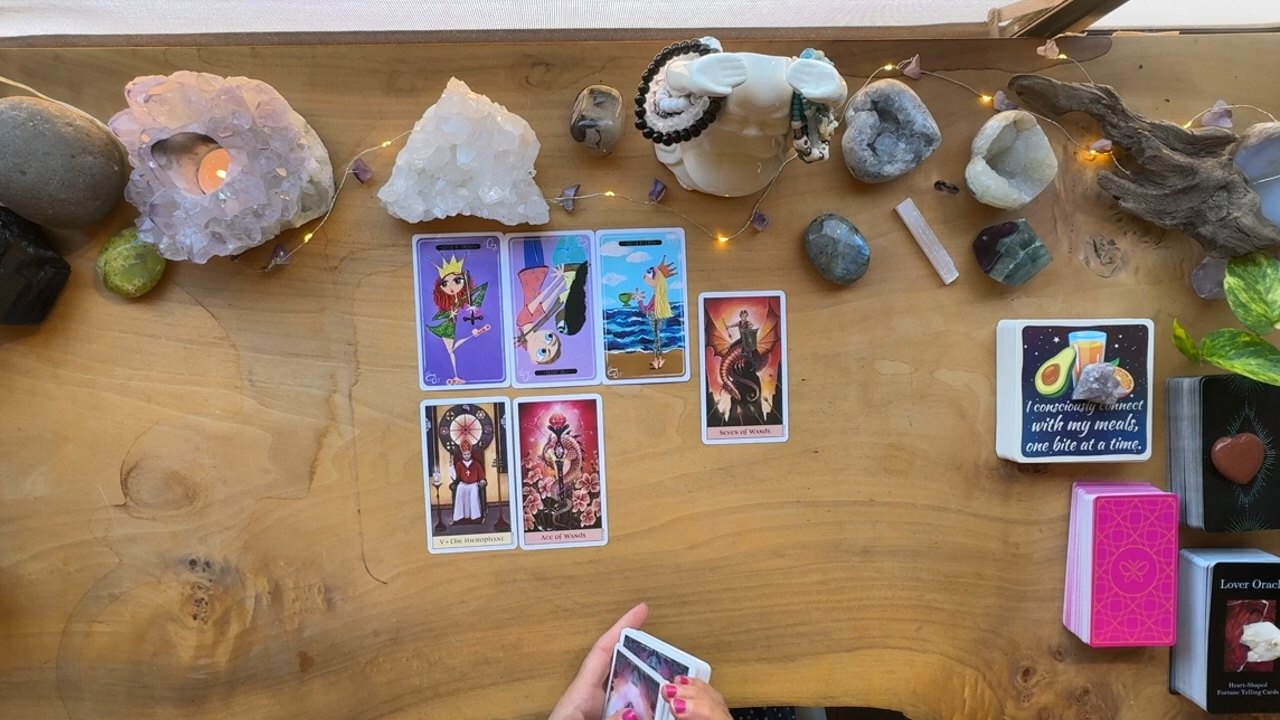 Seven of Wands
V • The Hierophant
Ace of Wands
I consciously connect
with my meals,
one bite at a time.
Lover
Heart-Shaped
Fortune Telling Cards